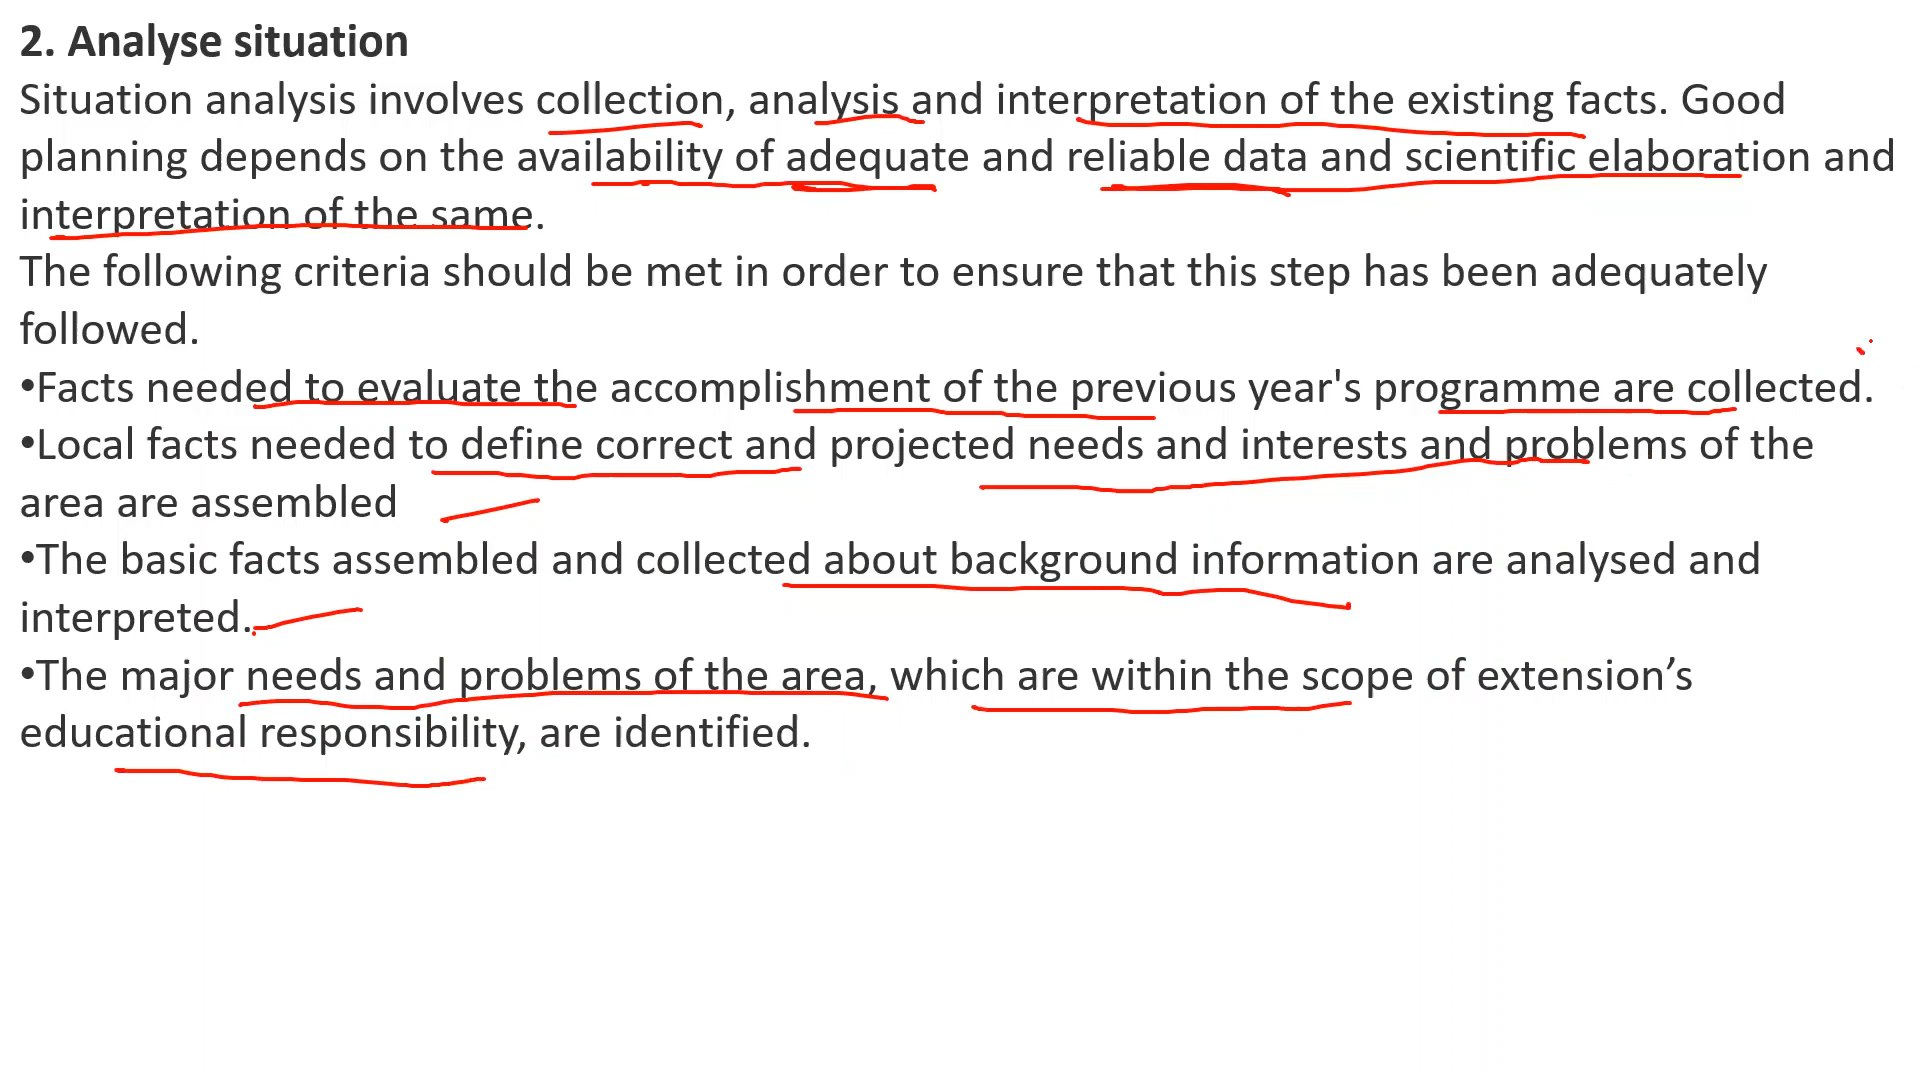 2. Analyse situation
Situation analysis involves collection, analysis and interpretation of the existing facts. Good
planning depends on the availability of adequate and reliable data and scientific elaboration and
interpretation of the same.
The following criteria should be met in order to ensure that this step has been adequately
followed.
•Facts needed to evaluate the accomplishment of the previous year's programme are collected.
•Local facts needed to define correct and projected needs and interests and problems of the
area are assembled
•The basic facts assembled and collected about background information are analysed and
interpreted.
•The major needs and problems of the area, which are within the scope of extension’s
educational responsibility, are identified.